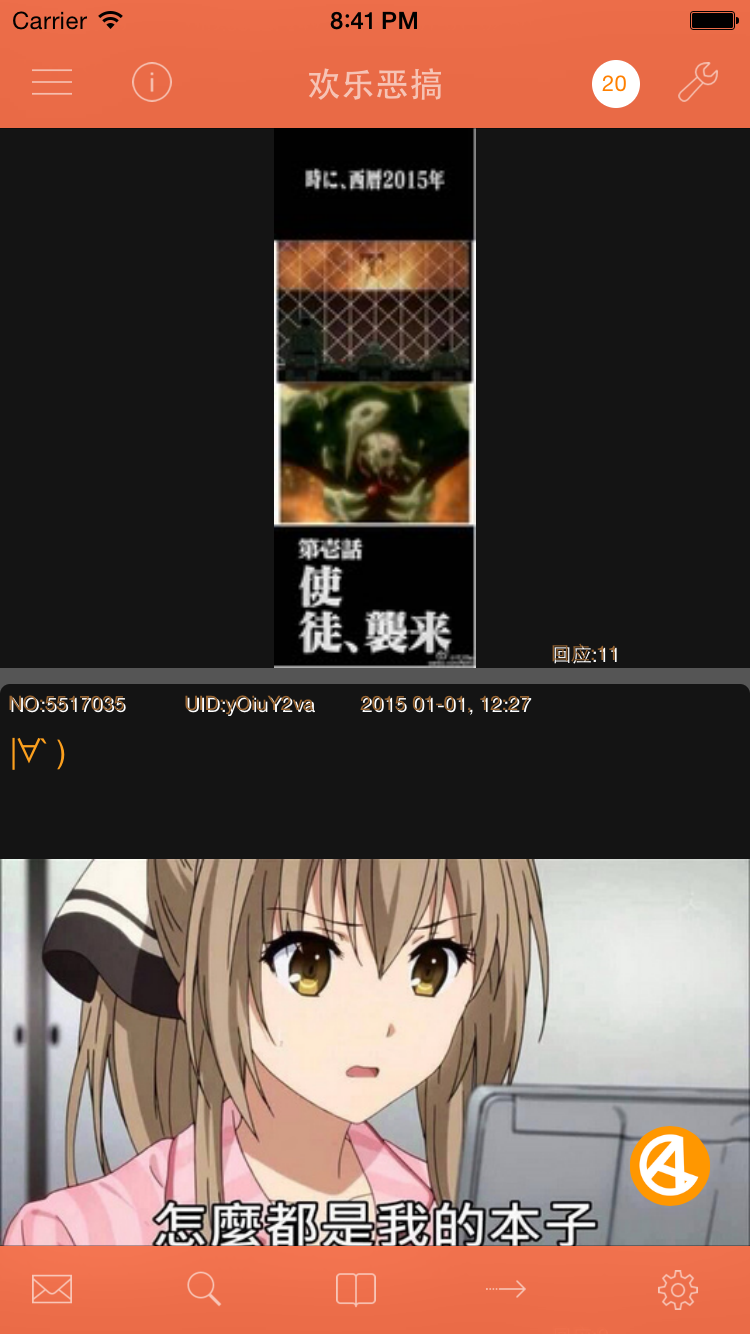 Carrier
8:41 PM
欢乐恶搞
20
時に、西暦2015年
第壱話
使
徒、襲来
回应:11
NO:5517035 UID:yOiuY2va 2015 01-01, 12:27
|∀` )
怎麼都是我的本子